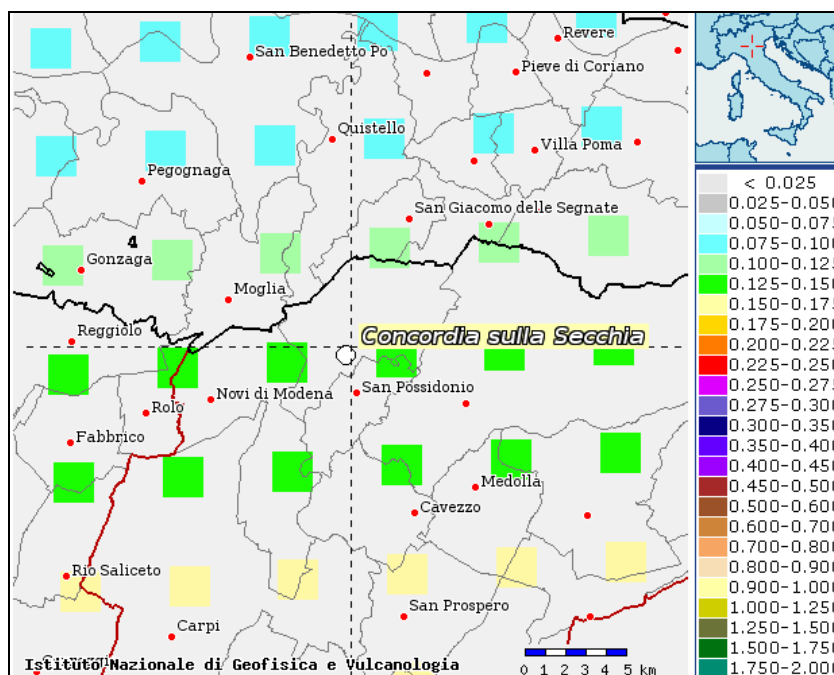 Revere
San Benedetto Po
Pieve di Coriano
Quistello
Villa Poma
Pegognaga
San Giacomo delle Segnate
4
Gonzaga
Moglia
Reggiolo
Concordia sulla Secchia
San Possidonio
Novi di Modena
Rolo
Fabbrico
Medolla
Cavezzo
Rio Saliceto
San Prospero
Carpi
Istituto Nazionale di Geofisica e Vulcanologia
0 1 2 3 4 5 km
< 0.025
0.025-0.050
0.050-0.075
0.075-0.100
0.100-0.125
0.125-0.150
0.150-0.175
0.175-0.200
0.200-0.225
0.225-0.250
0.250-0.275
0.275-0.300
0.300-0.350
0.350-0.400
0.400-0.450
0.450-0.500
0.500-0.600
0.600-0.700
0.700-0.800
0.800-0.900
0.900-1.000
1.000-1.250
1.250-1.500
1.500-1.750
1.750-2.000